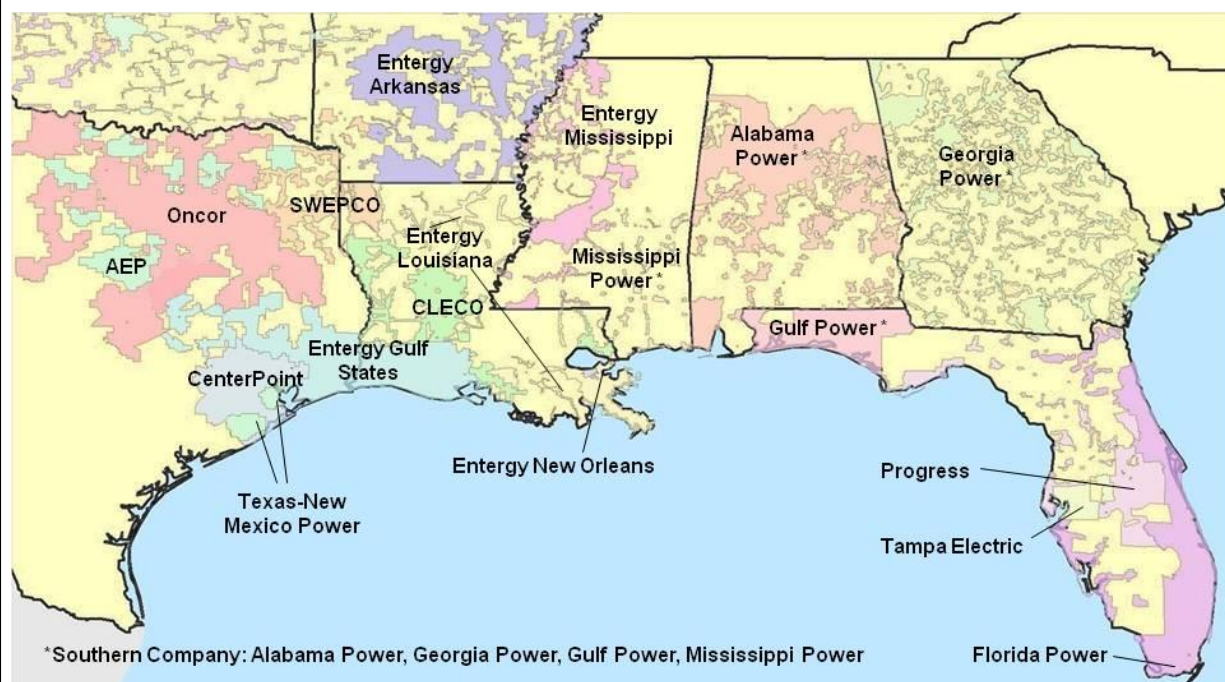 Entergy
Arkansas
Entergy
Mississippi
Alabama
Power*
Georgia
Power*
Oncor
SWEPCO
AEP
Entergy
Louisiana
Mississippi
Power*
CLECO
Gulf Power*
Entergy Gulf
States
CenterPoint
Entergy New Orleans
Progress
Texas-New
Mexico Power
Tampa Electric
*Southern Company: Alabama Power, Georgia Power, Gulf Power, Mississippi Power
Florida Power